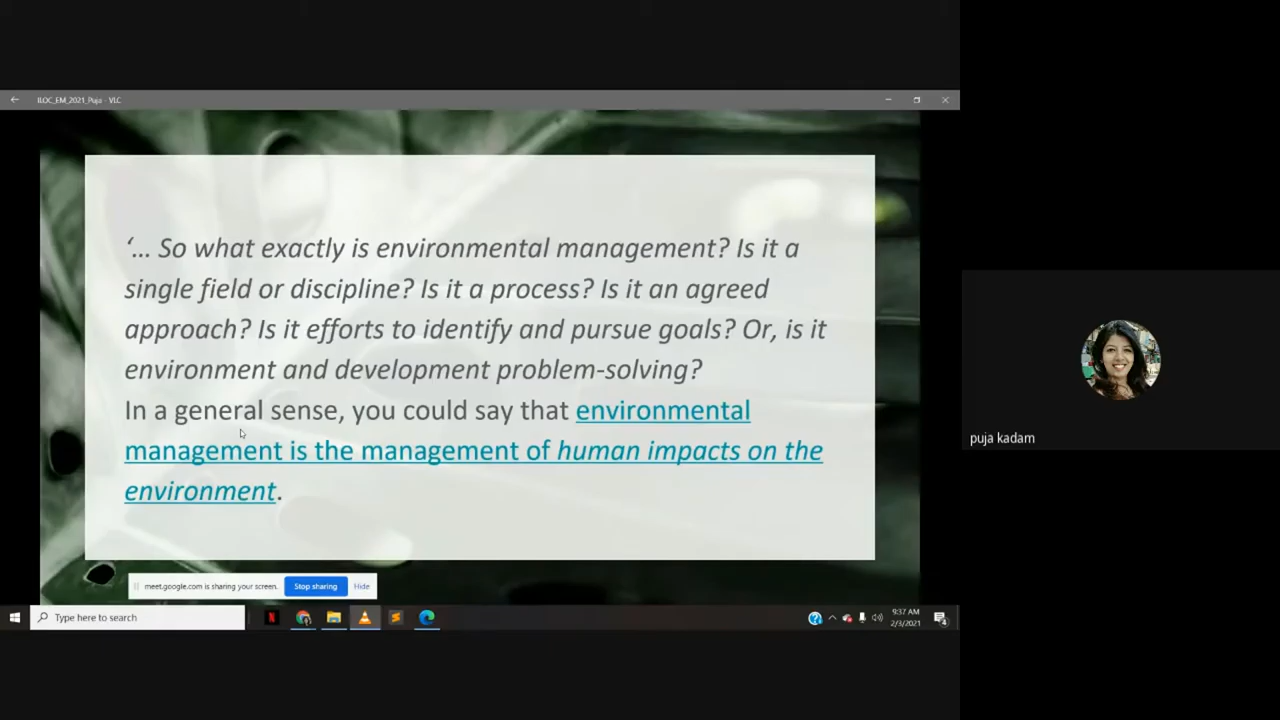 ILOC_EM_2021_Puja - VLC
‘... So what exactly is environmental management? Is it a
single field or discipline? Is it a process? Is it an agreed
approach? Is it efforts to identify and pursue goals? Or, is it
environment and development problem-solving?
In a general sense, you could say that environmental
management is the management of human impacts on the
environment.
puja kadam
meet.google.com is sharing your screen. Stop sharing Hide
Type here to search
9:37 AM
2/3/2021